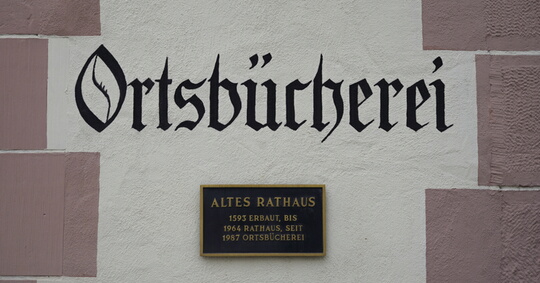 Ortsbücherei
ALTES RATHAUS
1593 ERBAUT, BIS
1964 RATHAUS, SEIT
1987 ORTSBÜCHEREI